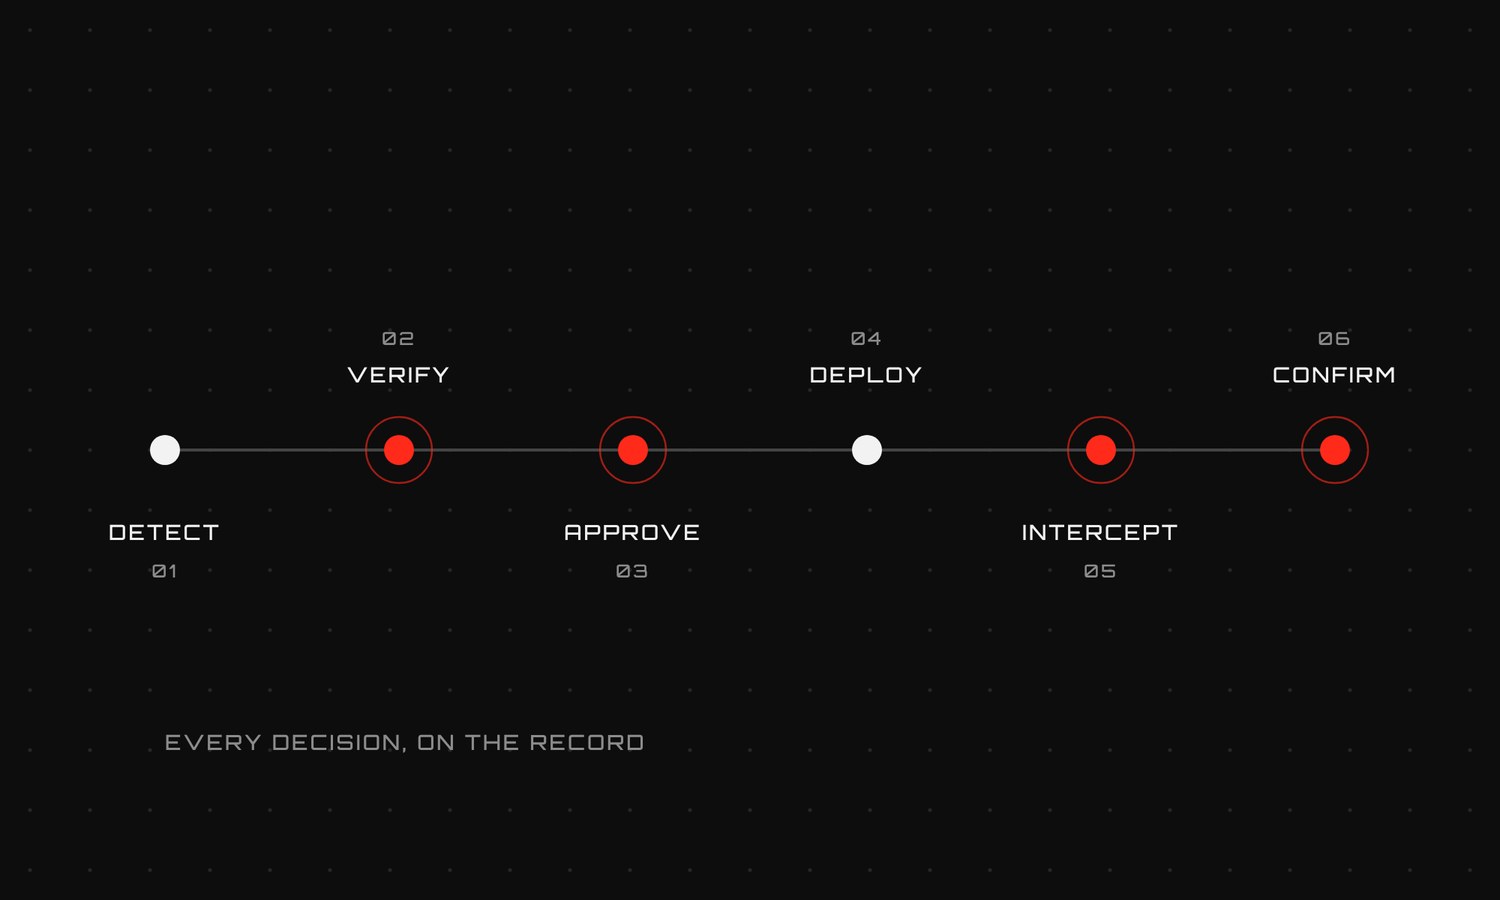 02
VERIFY
04
DEPLOY
06
CONFIRM
DETECT
01
APPROVE
03
INTERCEPT
05
EVERY DECISION, ON THE RECORD